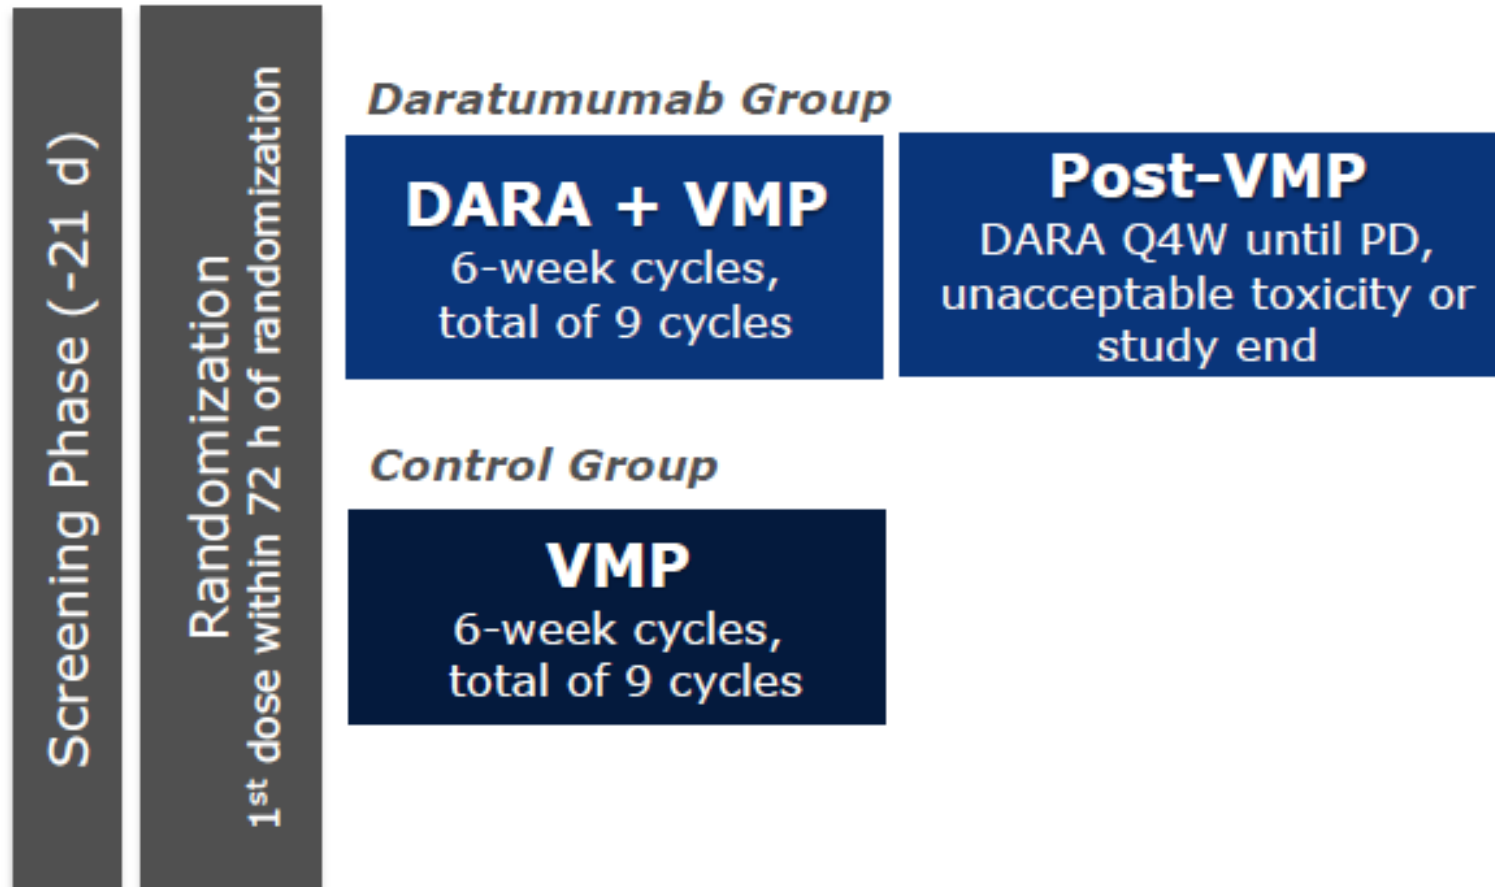 Screening Phase (-21 d)
Randomization
1st dose within 72 h of randomization
Daratumumab Group
DARA + VMP
6-week cycles,
total of 9 cycles
Post-VMP
DARA Q4W until PD,
unacceptable toxicity or
study end
Control Group
VMP
6-week cycles,
total of 9 cycles